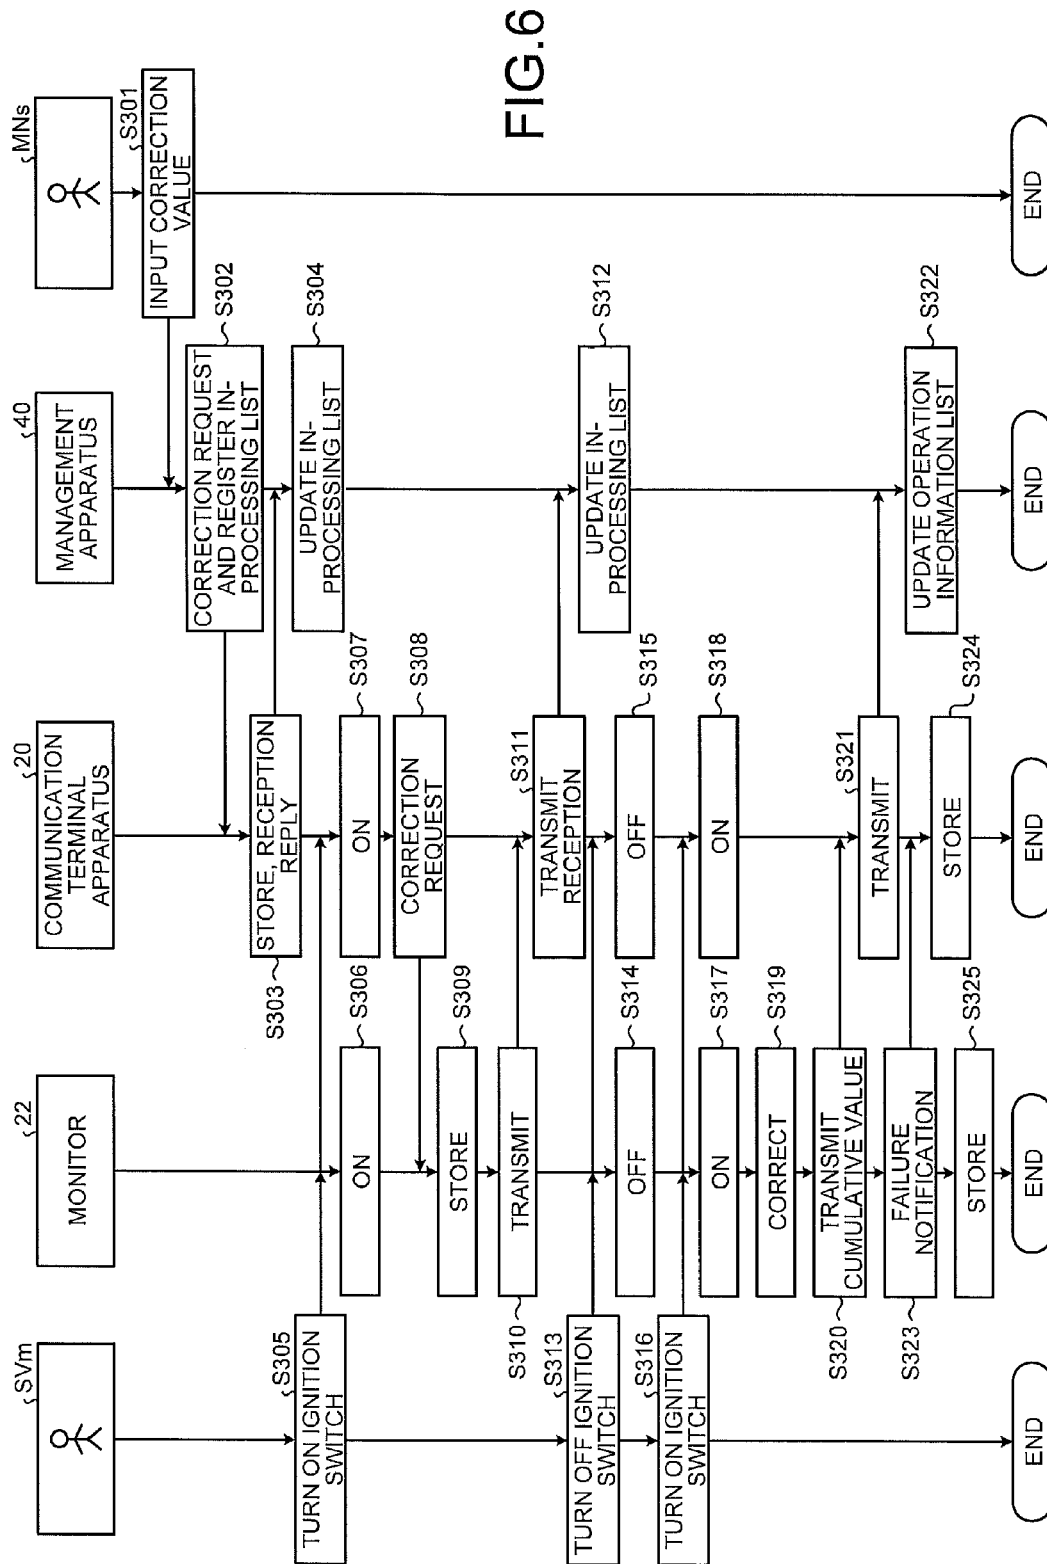 FIG.6
SVm
22
MONITOR
20
COMMUNICATION
TERMINAL
APPARATUS
40
MANAGEMENT
APPARATUS
MNs
S301
INPUT CORRECTION
VALUE
S302
CORRECTION REQUEST
AND REGISTER IN-
PROCESSING LIST
S303
STORE, RECEPTION
REPLY
S304
UPDATE IN-
PROCESSING LIST
S305
TURN ON IGNITION
SWITCH
S306
ON
S307
ON
S308
CORRECTION
REQUEST
S309
STORE
S310
TRANSMIT
S311
TRANSMIT
RECEPTION
S312
UPDATE IN-
PROCESSING LIST
S313
TURN OFF IGNITION
SWITCH
S314
OFF
S315
OFF
S316
TURN ON IGNITION
SWITCH
S317
ON
S318
ON
S319
CORRECT
S320
TRANSMIT
CUMULATIVE VALUE
S321
TRANSMIT
S322
UPDATE OPERATION
INFORMATION LIST
S323
FAILURE
NOTIFICATION
S324
STORE
S325
STORE
END
END
END
END
END